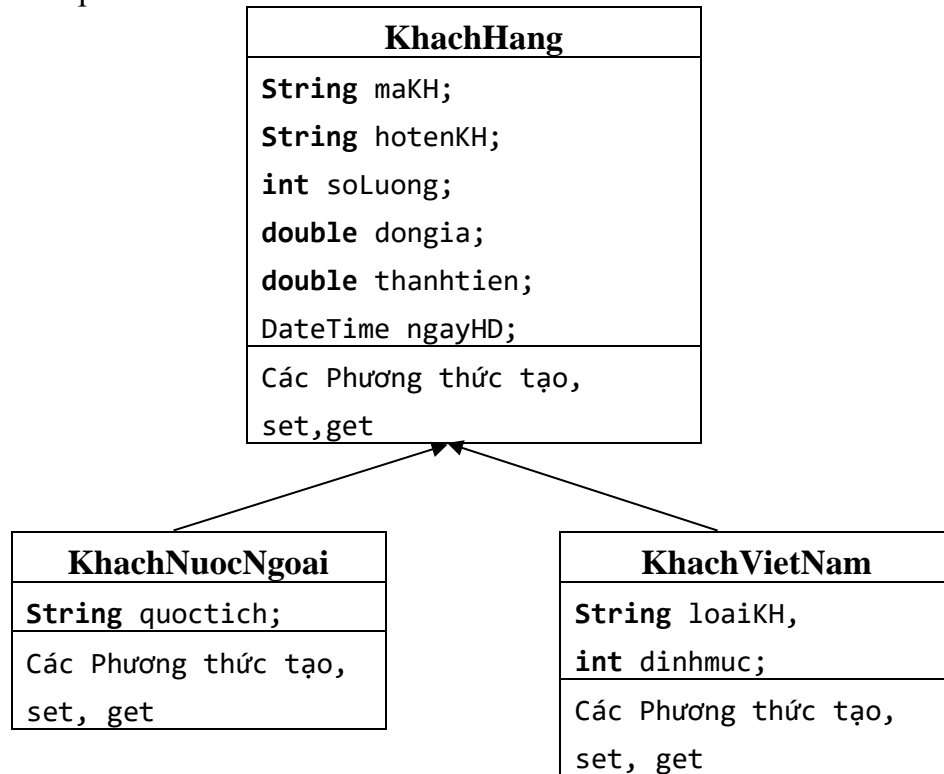 KhachHang
String maKH;
String hotenKH;
int soLuong;
double dongia;
double thanhtien;
DateTime ngayHD;
Các Phương thức tạo,
set,get
KhachNuocNgoai
String quoctich;
Các Phương thức tạo,
set, get
KhachVietNam
String loaiKH,
int dinhmuc;
Các Phương thức tạo,
set, get